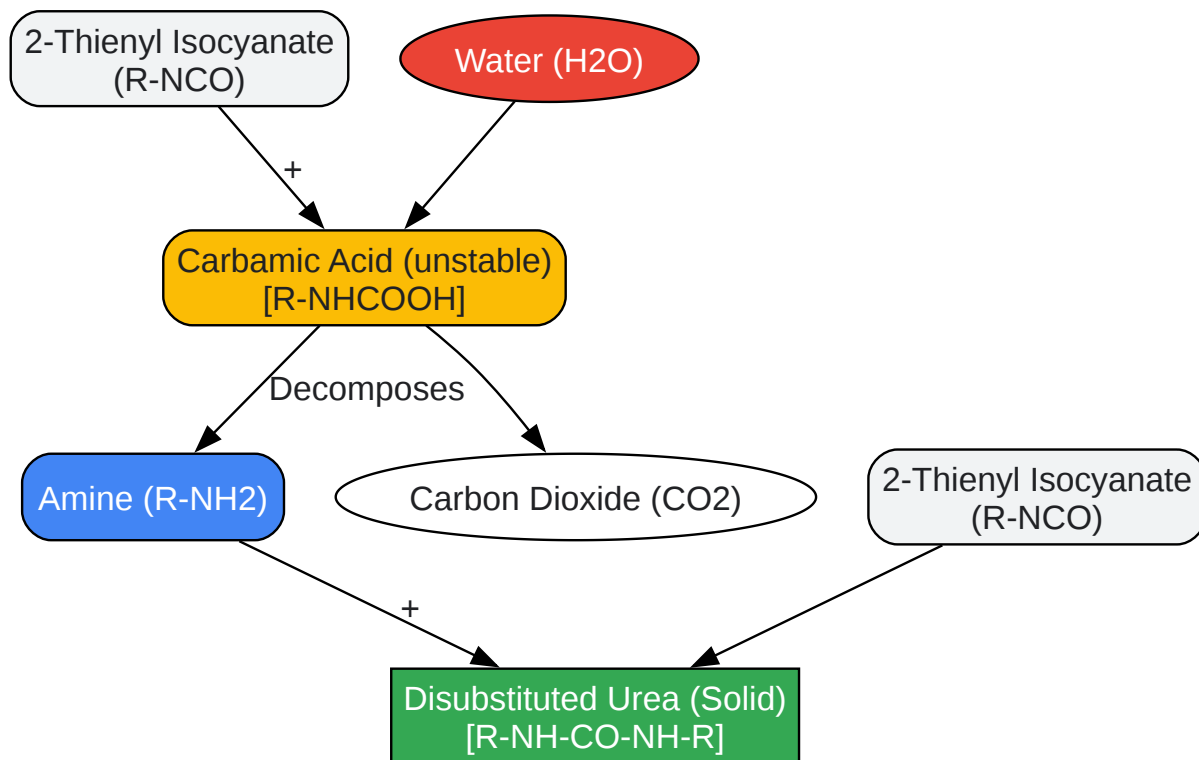 2-Thienyl Isocyanate
(R-NCO)
Water (H2O)
+
Carbamic Acid (unstable)
[R-NHCOOH]
Decomposes
Amine (R-NH2)
Carbon Dioxide (CO2)
2-Thienyl Isocyanate
(R-NCO)
+
Disubstituted Urea (Solid)
[R-NH-CO-NH-R]